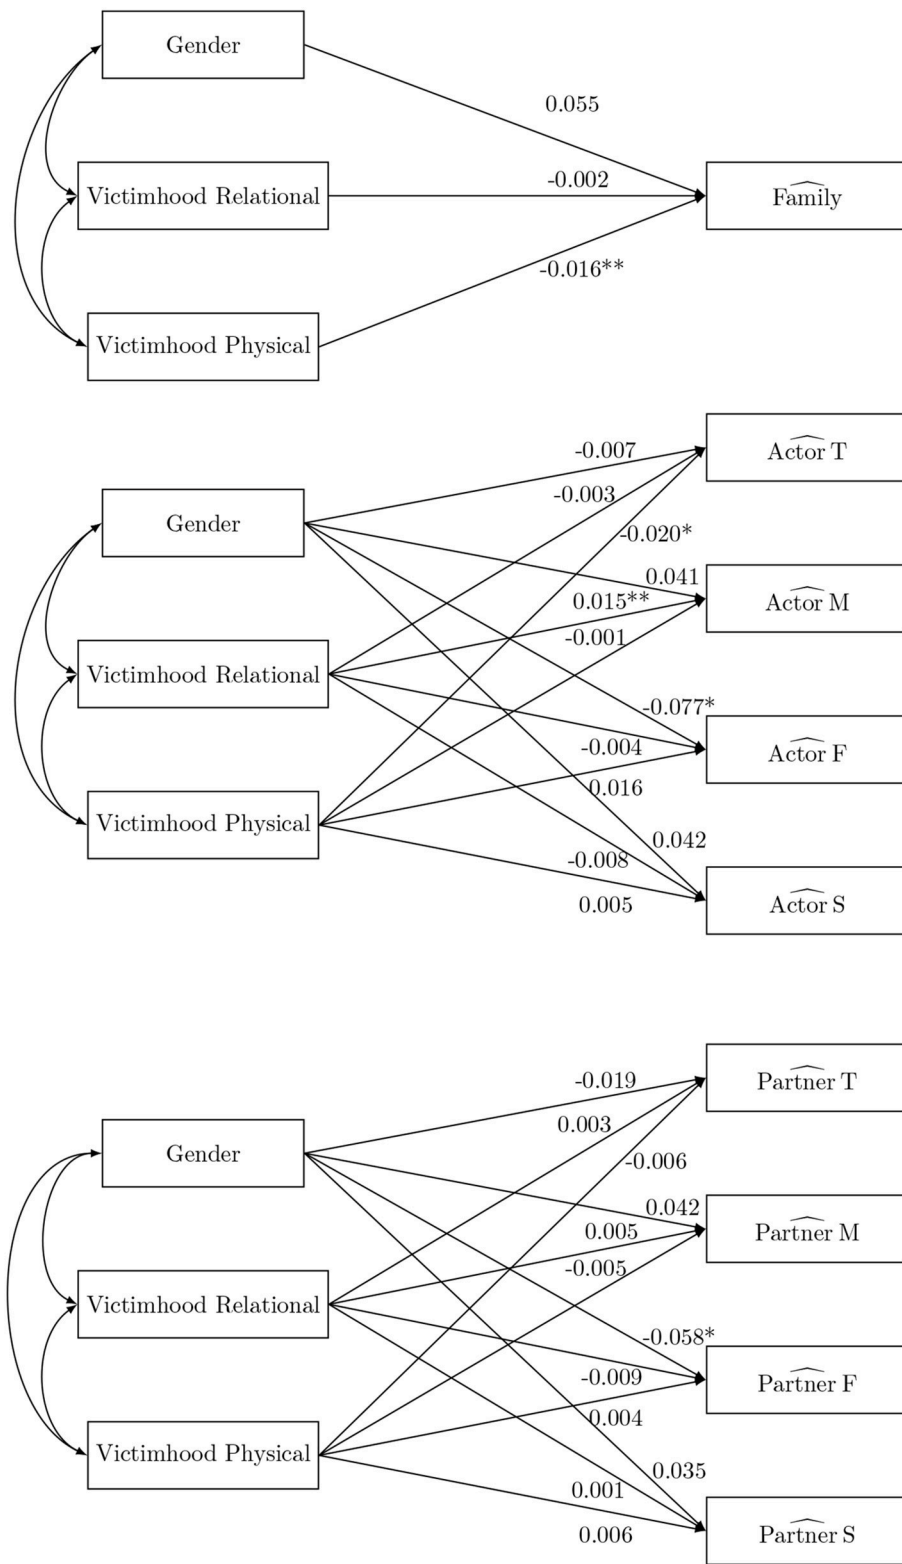 Gender
0.055
-0.002
Victimhood Relational
Family
-0.016**
Victimhood Physical
Actor T
-0.007
-0.003
Gender
-0.020*
0.041
0.015**
Actor M
-0.001
Victimhood Relational
-0.077*
-0.004
Actor F
0.016
Victimhood Physical
0.042
-0.008
0.005
Actor S
Partner T
-0.019
0.003
Gender
-0.006
0.042
0.005
Partner M
-0.005
Victimhood Relational
-0.058*
-0.009
Partner F
0.004
Victimhood Physical
0.035
0.001
0.006
Partner S